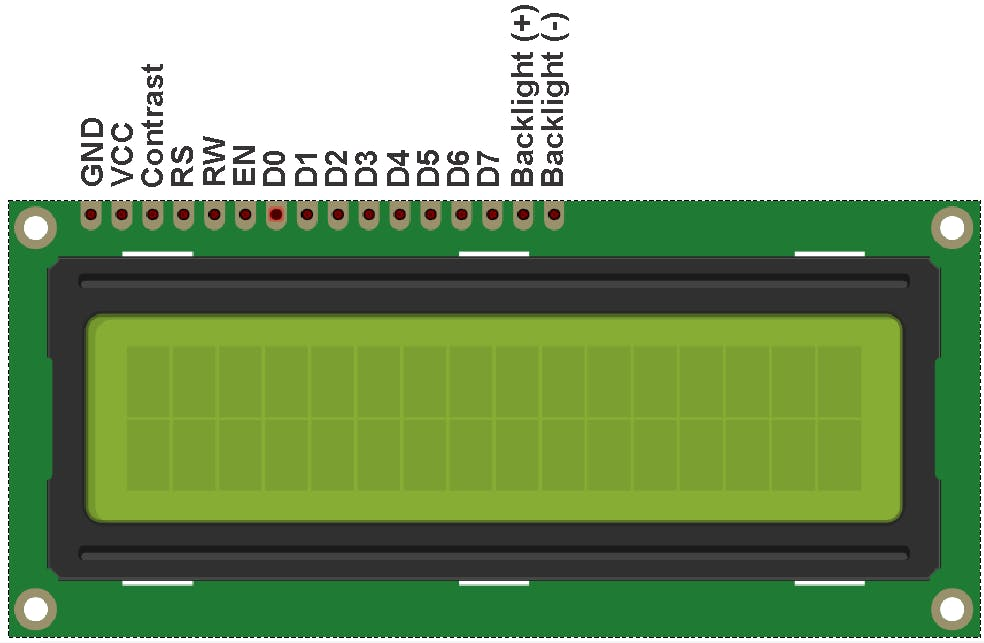 GND
VCC
Contrast
RS
RW
EN
D0
D1
D2
D3
D4
D5
D6
D7
Backlight (+)
Backlight (-)